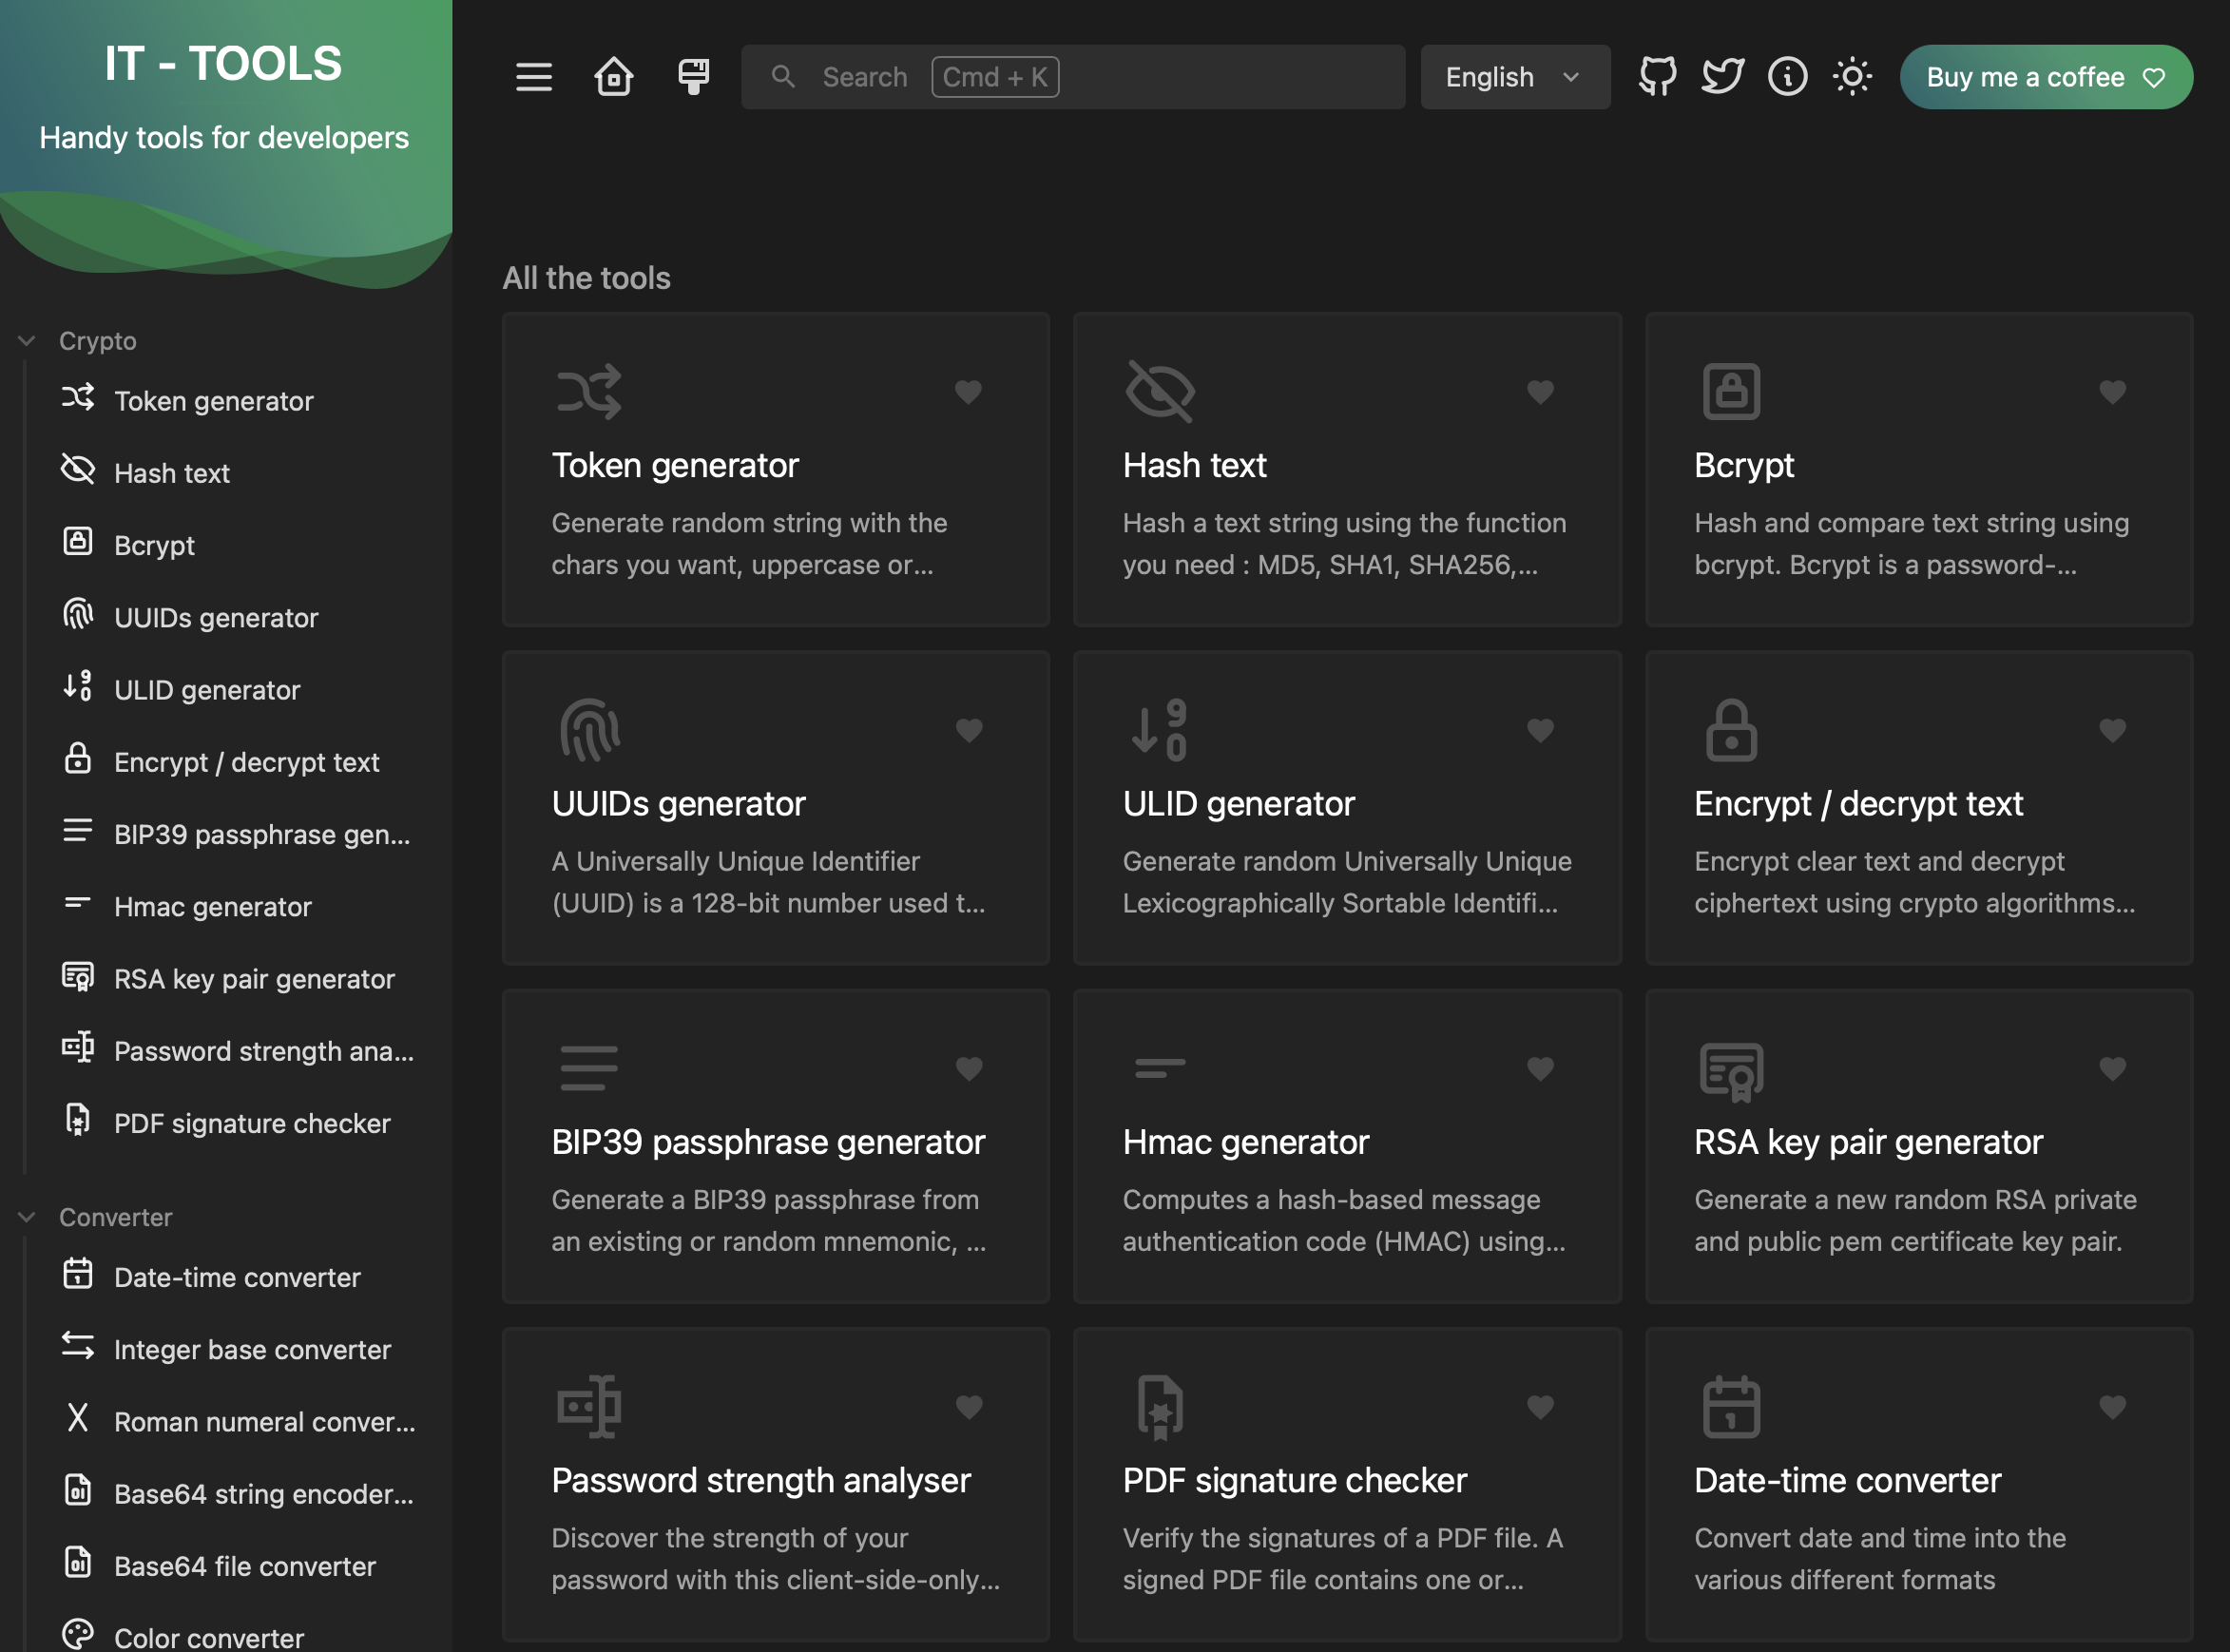 IT - TOOLS
Handy tools for developers
Crypto
Token generator
Hash text
Bcrypt
UUIDs generator
ULID generator
Encrypt / decrypt text
BIP39 passphrase gen...
Hmac generator
RSA key pair generator
Password strength ana...
PDF signature checker
Converter
Date-time converter
Integer base converter
Roman numeral conver...
Base64 string encoder...
Base64 file converter
Color converter
Search Cmd + K
English
Buy me a coffee
All the tools
Token generator
Generate random string with the
chars you want, uppercase or...
Hash text
Hash a text string using the function
you need : MD5, SHA1, SHA256,...
Bcrypt
Hash and compare text string using
bcrypt. Bcrypt is a password-...
UUIDs generator
A Universally Unique Identifier
(UUID) is a 128-bit number used t...
ULID generator
Generate random Universally Unique
Lexicographically Sortable Identifi...
Encrypt / decrypt text
Encrypt clear text and decrypt
ciphertext using crypto algorithms...
BIP39 passphrase generator
Generate a BIP39 passphrase from
an existing or random mnemonic, ...
Hmac generator
Computes a hash-based message
authentication code (HMAC) using...
RSA key pair generator
Generate a new random RSA private
and public pem certificate key pair.
Password strength analyser
Discover the strength of your
password with this client-side-only...
PDF signature checker
Verify the signatures of a PDF file. A
signed PDF file contains one or...
Date-time converter
Convert date and time into the
various different formats